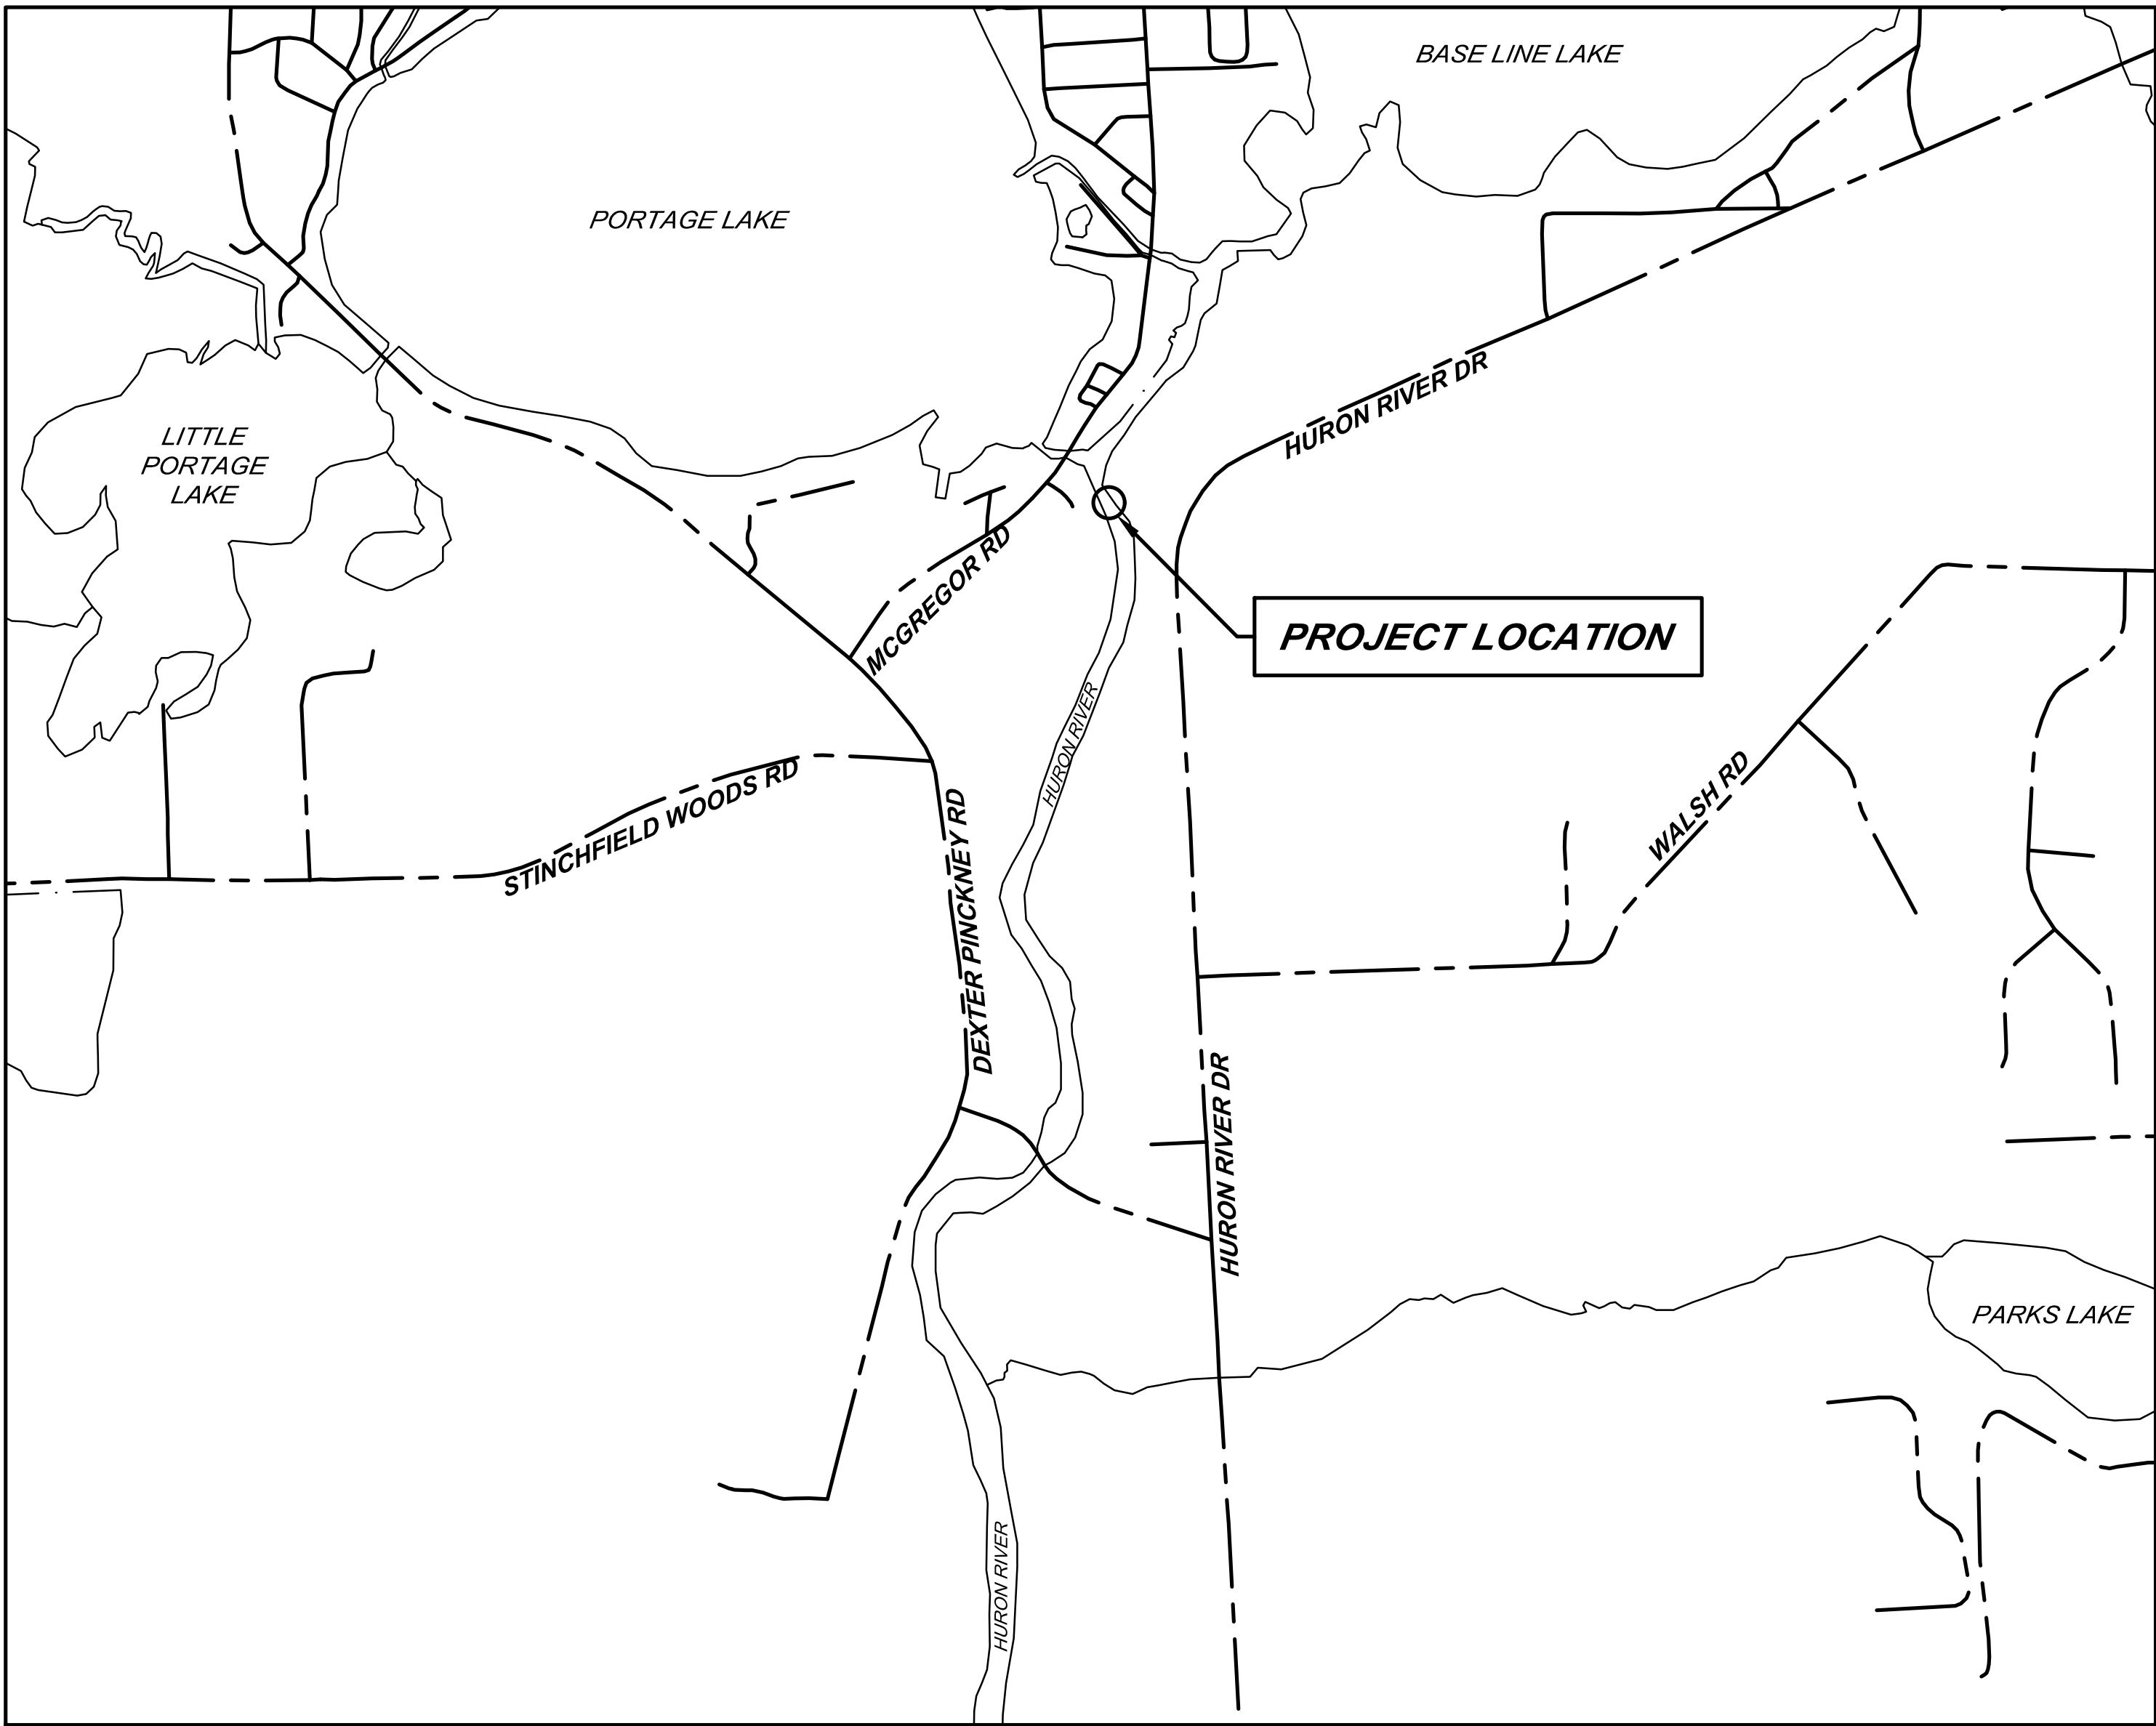 BASE LINE LAKE
PORTAGE LAKE
HURON RIVER DR
LITTLE
PORTAGE
LAKE
MCGREGOR RD
PROJECT LOCATION
HURON RIVER
STINCHFIELD WOODS RD
WALSH RD
DEXTER PINCKNEY RD
HURON RIVER DR
PARKS LAKE
HURON RIVER